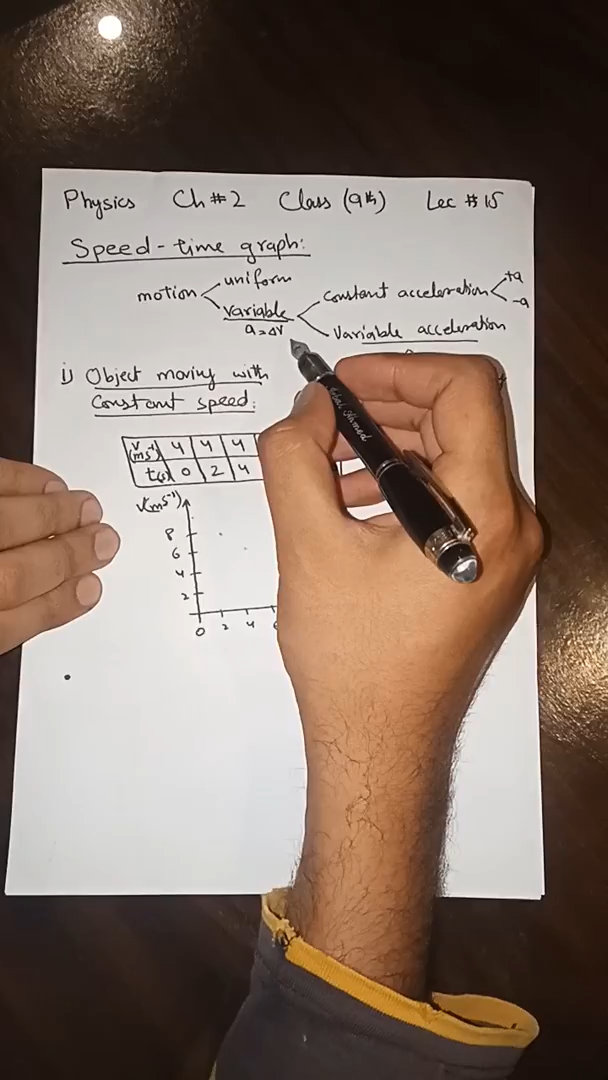 Physics Ch # 2 Class (9th) Lec # 15
Speed-time graph:
uniform
motion
Constant acceleration
+a
-a
variable
a = ΔV
Variable acceleration
i) Object moving with
Constant speed:
V(ms⁻¹) 4 4 4
t(s) 0 2 4
V(ms⁻¹)
8
6
4
2
0 2 4